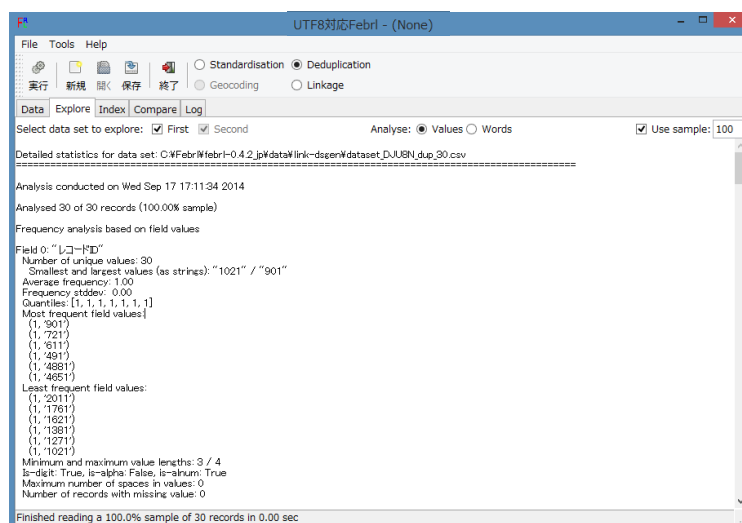 UTF8対応Febrl - (None)
File Tools Help
実行 新規 開く 保存 終了 Standardisation Deduplication
Geocoding Linkage
Data Explore Index Compare Log
Select data set to explore: First Second Analyse: Values Words Use sample: 100
Detailed statistics for data set: C:¥Febrl¥febrl-0.4.2_jp¥data¥link-dsgen¥dataset_DJU8N_dup_30.csv
================================================================================
Analysis conducted on Wed Sep 17 17:11:34 2014
Analysed 30 of 30 records (100.00% sample)
Frequency analysis based on field values
Field 0: "レコードID"
Number of unique values: 30
Smallest and largest values (as strings): "1021" / "901"
Average frequency: 1.00
Frequency stddev: 0.00
Quantiles: [1, 1, 1, 1, 1, 1, 1]
Most frequent field values:
(1, '901')
(1, '721')
(1, '611')
(1, '491')
(1, '4881')
(1, '4651')
Least frequent field values:
(1, '2011')
(1, '1761')
(1, '1621')
(1, '1381')
(1, '1271')
(1, '1021')
Minimum and maximum value lengths: 3 / 4
Is-digit: True, is-alpha: False, is-alnum: True
Maximum number of spaces in values: 0
Number of records with missing value: 0
Finished reading a 100.0% sample of 30 records in 0.00 sec